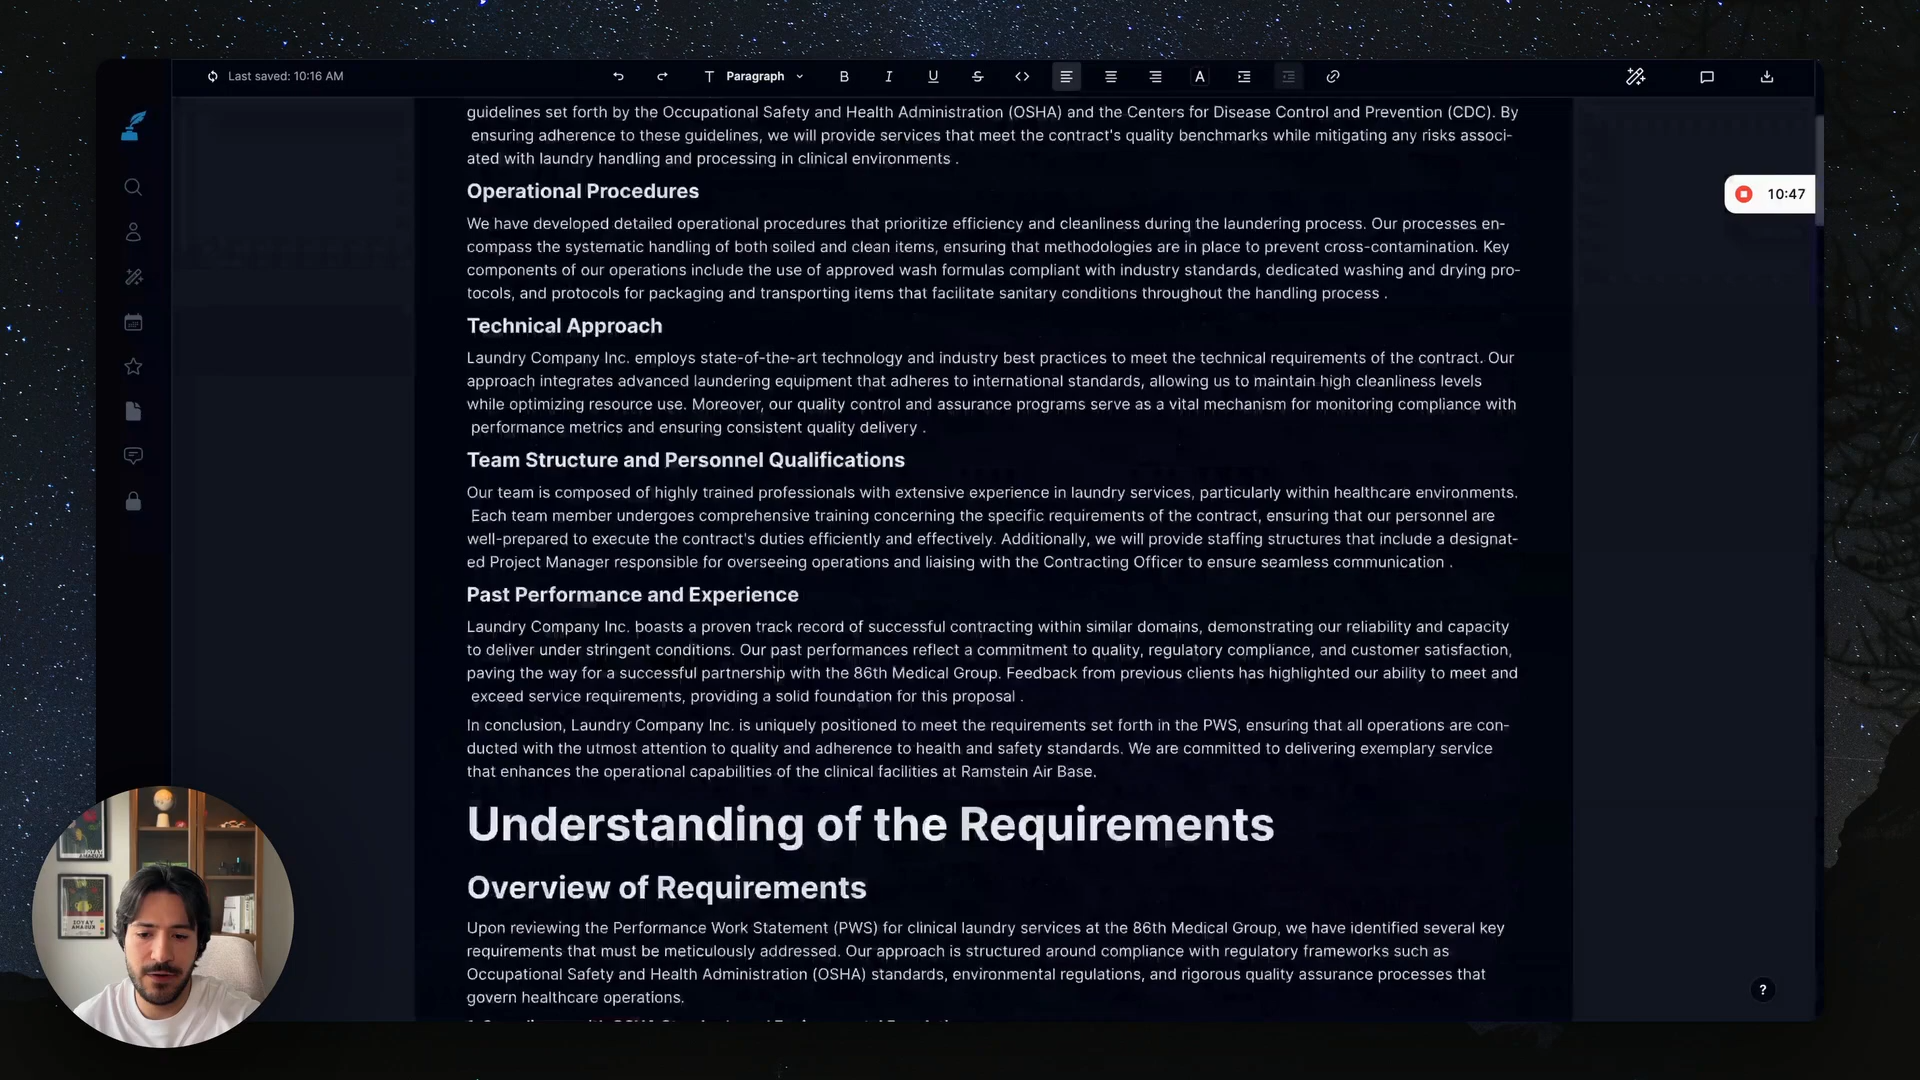 Last saved: 10:16 AM
Paragraph
guidelines set forth by the Occupational Safety and Health Administration (OSHA) and the Centers for Disease Control and Prevention (CDC). By
ensuring adherence to these guidelines, we will provide services that meet the contract's quality benchmarks while mitigating any risks associ-
ated with laundry handling and processing in clinical environments .
10:47
Operational Procedures
We have developed detailed operational procedures that prioritize efficiency and cleanliness during the laundering process. Our processes en-
compass the systematic handling of both soiled and clean items, ensuring that methodologies are in place to prevent cross-contamination. Key
components of our operations include the use of approved wash formulas compliant with industry standards, dedicated washing and drying pro-
tocols, and protocols for packaging and transporting items that facilitate sanitary conditions throughout the handling process .
Technical Approach
Laundry Company Inc. employs state-of-the-art technology and industry best practices to meet the technical requirements of the contract. Our
approach integrates advanced laundering equipment that adheres to international standards, allowing us to maintain high cleanliness levels
while optimizing resource use. Moreover, our quality control and assurance programs serve as a vital mechanism for monitoring compliance with
performance metrics and ensuring consistent quality delivery .
Team Structure and Personnel Qualifications
Our team is composed of highly trained professionals with extensive experience in laundry services, particularly within healthcare environments.
Each team member undergoes comprehensive training concerning the specific requirements of the contract, ensuring that our personnel are
well-prepared to execute the contract's duties efficiently and effectively. Additionally, we will provide staffing structures that include a designat-
ed Project Manager responsible for overseeing operations and liaising with the Contracting Officer to ensure seamless communication .
Past Performance and Experience
Laundry Company Inc. boasts a proven track record of successful contracting within similar domains, demonstrating our reliability and capacity
to deliver under stringent conditions. Our past performances reflect a commitment to quality, regulatory compliance, and customer satisfaction,
paving the way for a successful partnership with the 86th Medical Group. Feedback from previous clients has highlighted our ability to meet and
exceed service requirements, providing a solid foundation for this proposal .
In conclusion, Laundry Company Inc. is uniquely positioned to meet the requirements set forth in the PWS, ensuring that all operations are con-
ducted with the utmost attention to quality and adherence to health and safety standards. We are committed to delivering exemplary service
that enhances the operational capabilities of the clinical facilities at Ramstein Air Base.
Understanding of the Requirements
Overview of Requirements
Upon reviewing the Performance Work Statement (PWS) for clinical laundry services at the 86th Medical Group, we have identified several key
requirements that must be meticulously addressed. Our approach is structured around compliance with regulatory frameworks such as
Occupational Safety and Health Administration (OSHA) standards, environmental regulations, and rigorous quality assurance processes that
govern healthcare operations.